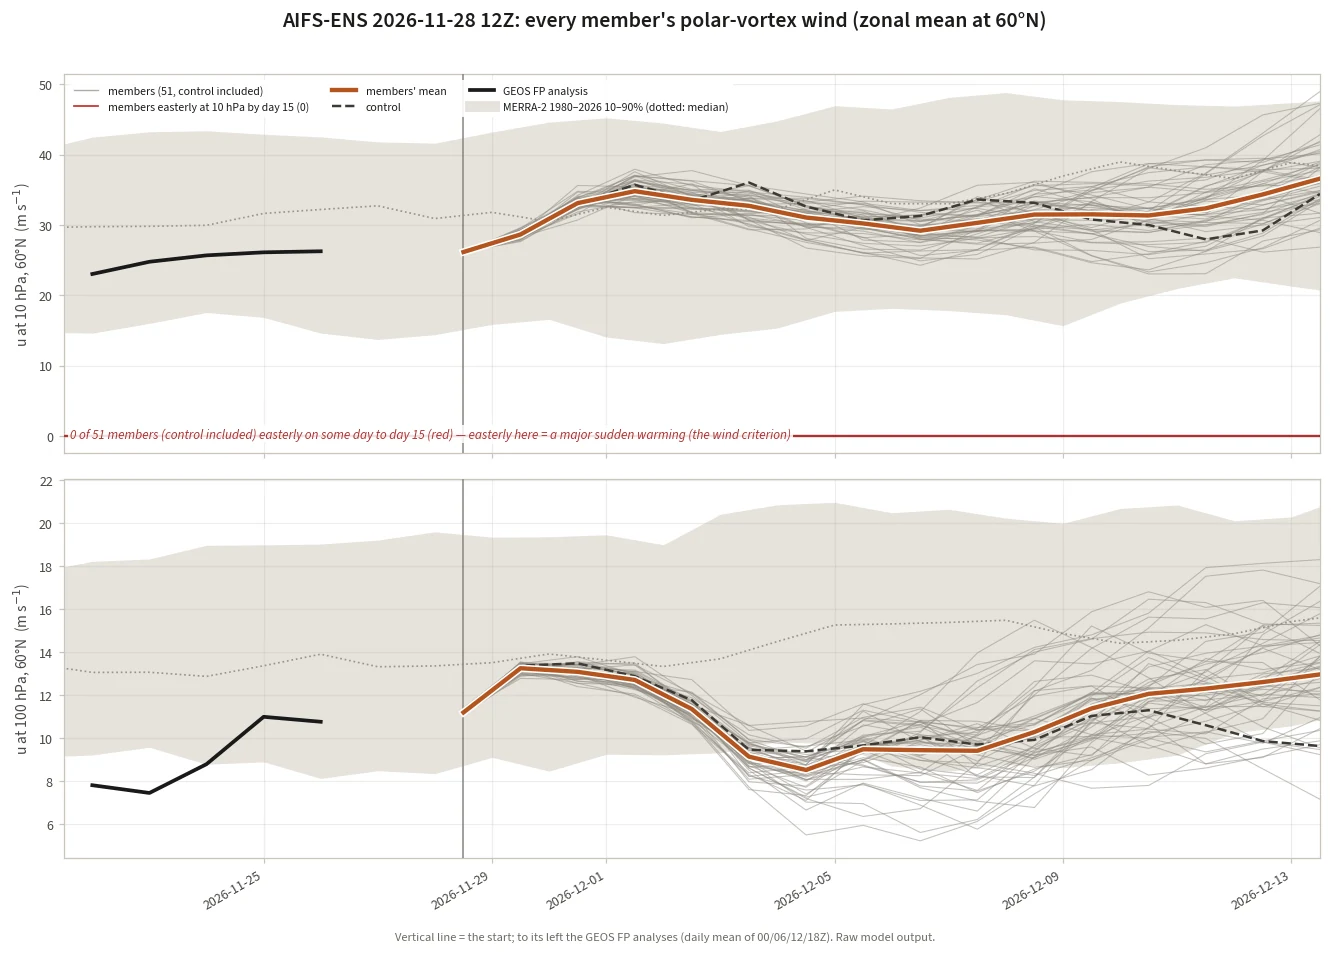 AIFS-ENS 2026-11-28 12Z: every member's polar-vortex wind (zonal mean at 60°N)
members (51, control included)
members easterly at 10 hPa by day 15 (0)
members' mean
control
GEOS FP analysis
MERRA-2 1980–2026 10–90% (dotted: median)
u at 10 hPa, 60°N (m s⁻¹)
50
40
30
20
10
0
0 of 51 members (control included) easterly on some day to day 15 (red) — easterly here = a major sudden warming (the wind criterion)
u at 100 hPa, 60°N (m s⁻¹)
22
20
18
16
14
12
10
8
6
2026-11-25
2026-11-29
2026-12-01
2026-12-05
2026-12-09
2026-12-13
Vertical line = the start; to its left the GEOS FP analyses (daily mean of 00/06/12/18Z). Raw model output.